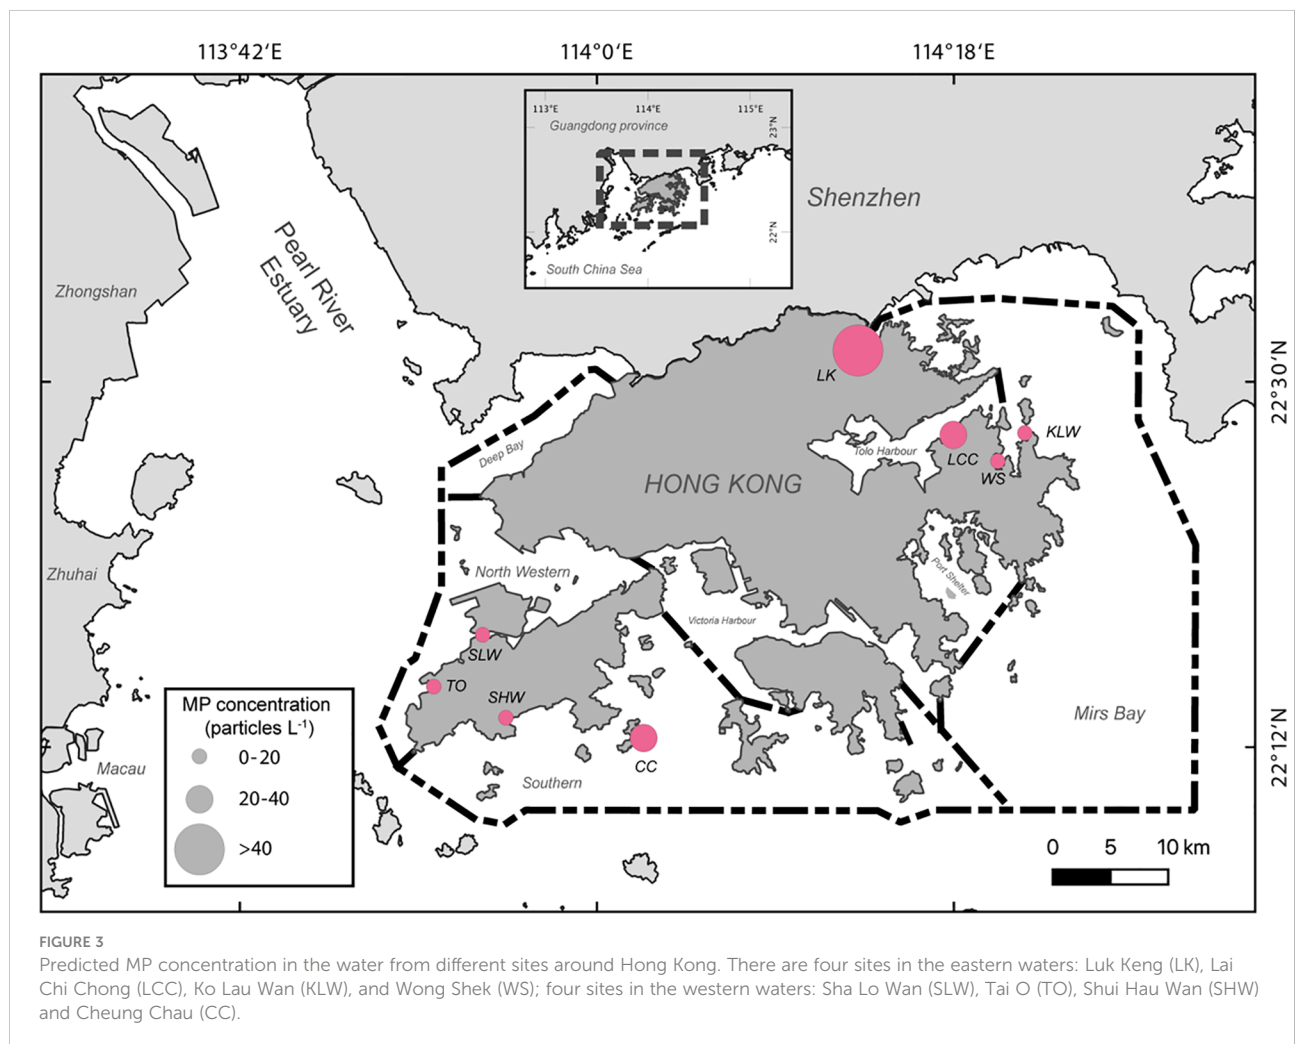 113°42'E
114°0'E
114°18'E
113°E
114°E
115°E
Guangdong province
23°N
22°N
South China Sea
Shenzhen
Pearl River
Estuary
Zhongshan
LK
22°30'N
Deep Bay
Tolo Harbour
KLW
LCC
WS
HONG KONG
Zhuhai
North Western
Port Shelter
Victoria Harbour
SLW
TO
SHW
Mirs Bay
22°12'N
CC
Southern
Macau
MP concentration
(particles L⁻¹)
0-20
20-40
>40
0 5 10 km
FIGURE 3
Predicted MP concentration in the water from different sites around Hong Kong. There are four sites in the eastern waters: Luk Keng (LK), Lai
Chi Chong (LCC), Ko Lau Wan (KLW), and Wong Shek (WS); four sites in the western waters: Sha Lo Wan (SLW), Tai O (TO), Shui Hau Wan (SHW)
and Cheung Chau (CC).